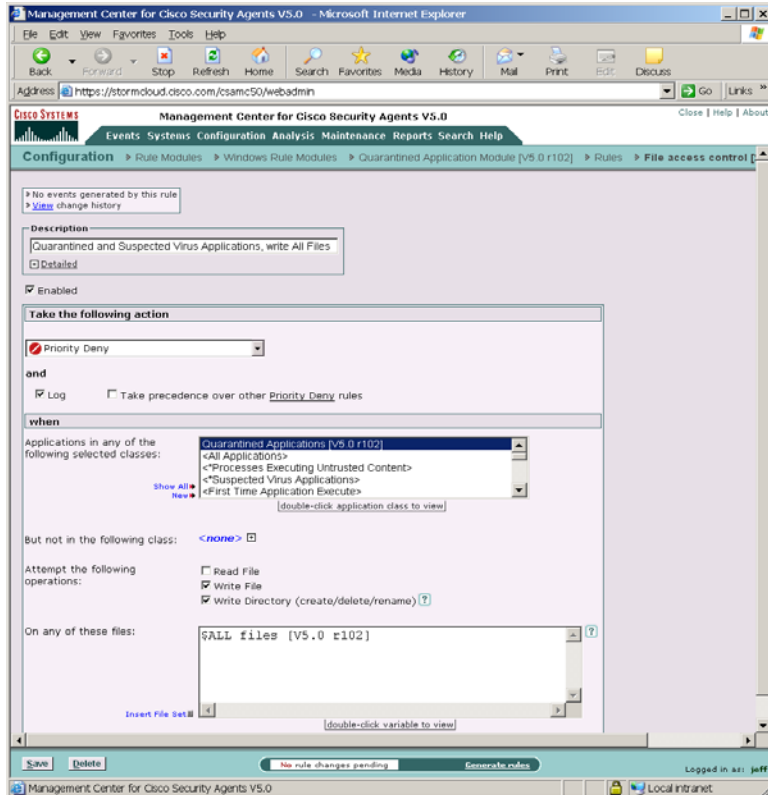 Management Center for Cisco Security Agents V5.0 - Microsoft Internet Explorer
File Edit View Favorites Tools Help
Back Forward Stop Refresh Home Search Favorites Media History Mail Print Edit Discuss
Address https://stormcloud.cisco.com/csamc50/webadmin Go Links »
CISCO SYSTEMS Management Center for Cisco Security Agents V5.0 Close | Help | About
Events Systems Configuration Analysis Maintenance Reports Search Help
Configuration Rule Modules Windows Rule Modules Quarantined Application Module [V5.0 r102] Rules File access control [
No events generated by this rule
View change history
Description
Quarantined and Suspected Virus Applications, write All Files
Detailed
Enabled
Take the following action
Priority Deny
and
Log Take precedence over other Priority Deny rules
when
Applications in any of the following selected classes:
Quarantined Applications [V5.0 r102]
<All Applications>
<*Processes Executing Untrusted Content>
<*Suspected Virus Applications>
<First Time Application Execute>
Show All
New
[double-click application class to view]
But not in the following class: <none>
Attempt the following operations:
Read File
Write File
Write Directory (create/delete/rename) ?
On any of these files:
$ALL files [V5.0 r102]
?
Insert File Set
[double-click variable to view]
Save Delete No rule changes pending Generate rules Logged in as: jeff
Management Center for Cisco Security Agents V5.0 Local intranet